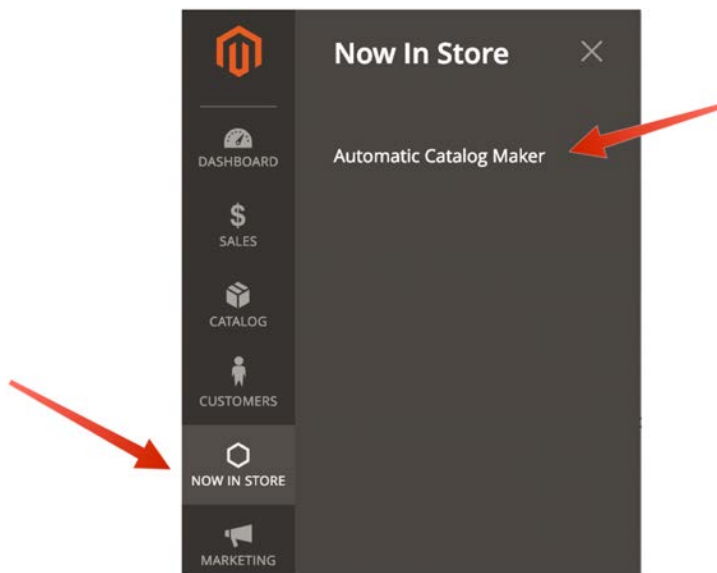 Now In Store
Automatic Catalog Maker
DASHBOARD
$
SALES
CATALOG
CUSTOMERS
NOW IN STORE
MARKETING